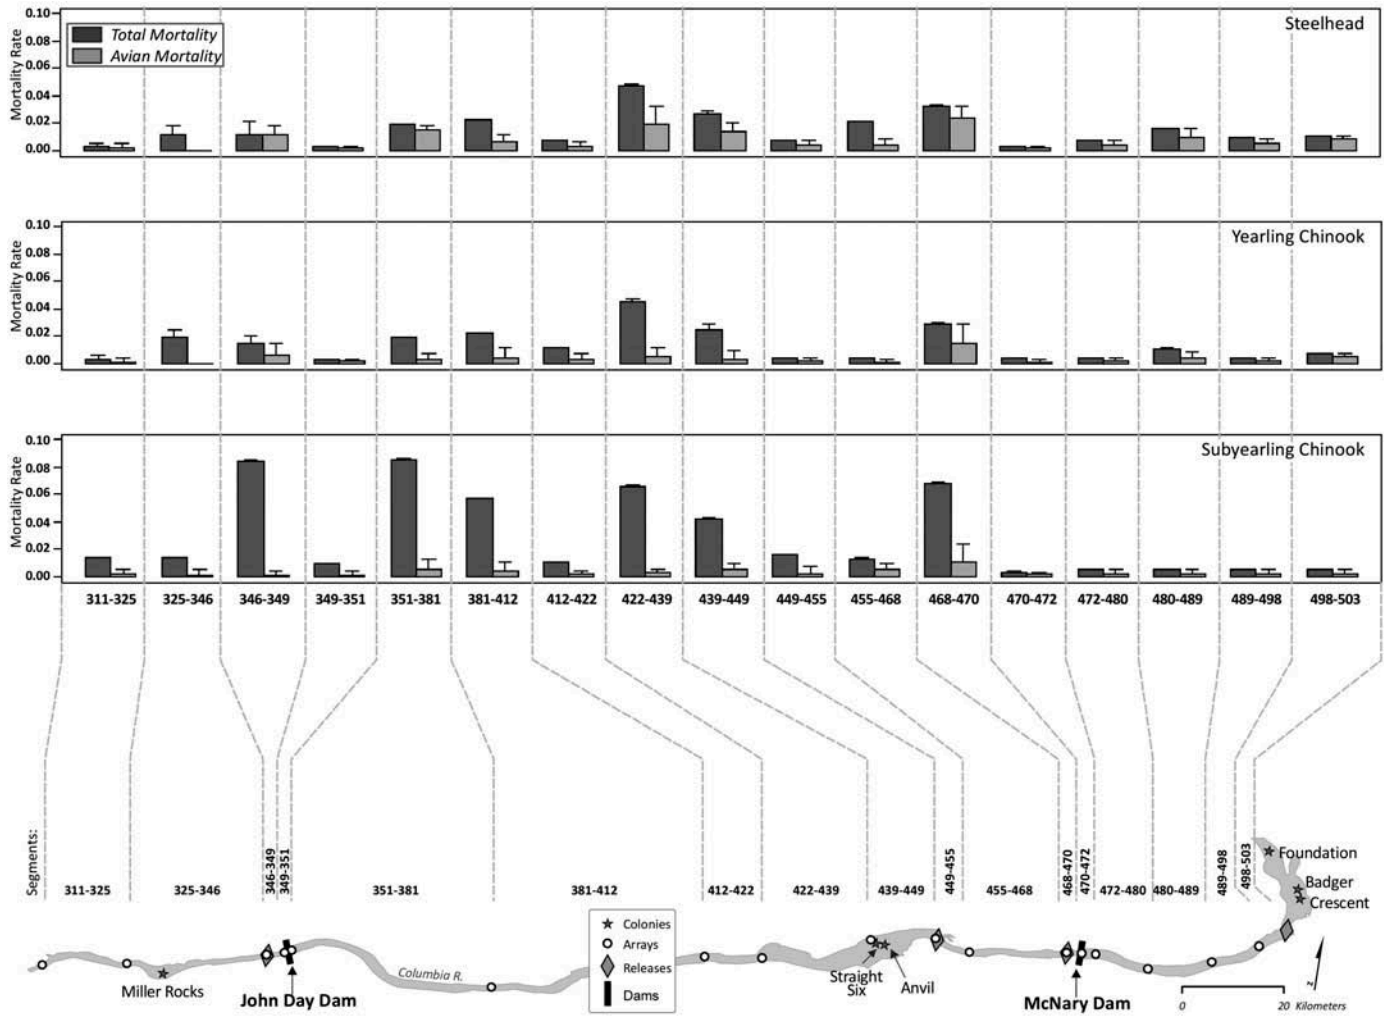 Steelhead
Total Mortality
Avian Mortality
Mortality Rate
0.10
0.08
0.06
0.04
0.02
0.00
Yearling Chinook
Mortality Rate
0.10
0.08
0.06
0.04
0.02
0.00
Subyearling Chinook
Mortality Rate
0.10
0.08
0.06
0.04
0.02
0.00
311-325 325-346 346-349 349-351 351-381 381-412 412-422 422-439 439-449 449-455 455-468 468-470 470-472 472-480 480-489 489-498 498-503
Segments:
311-325 325-346 346-349 349-351 351-381 381-412 412-422 422-439 439-449 449-455 455-468 468-470 470-472 472-480 480-489 489-498 498-503
Foundation
Badger
Crescent
Colonies
Arrays
Releases
Dams
Columbia R.
Miller Rocks
John Day Dam
Straight
Six
Anvil
McNary Dam
0 20 Kilometers
N